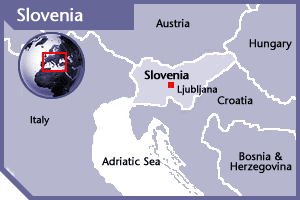 Slovenia
Austria
Hungary
Slovenia
Ljubljana
Croatia
Italy
Adriatic Sea
Bosnia &
Herzegovina